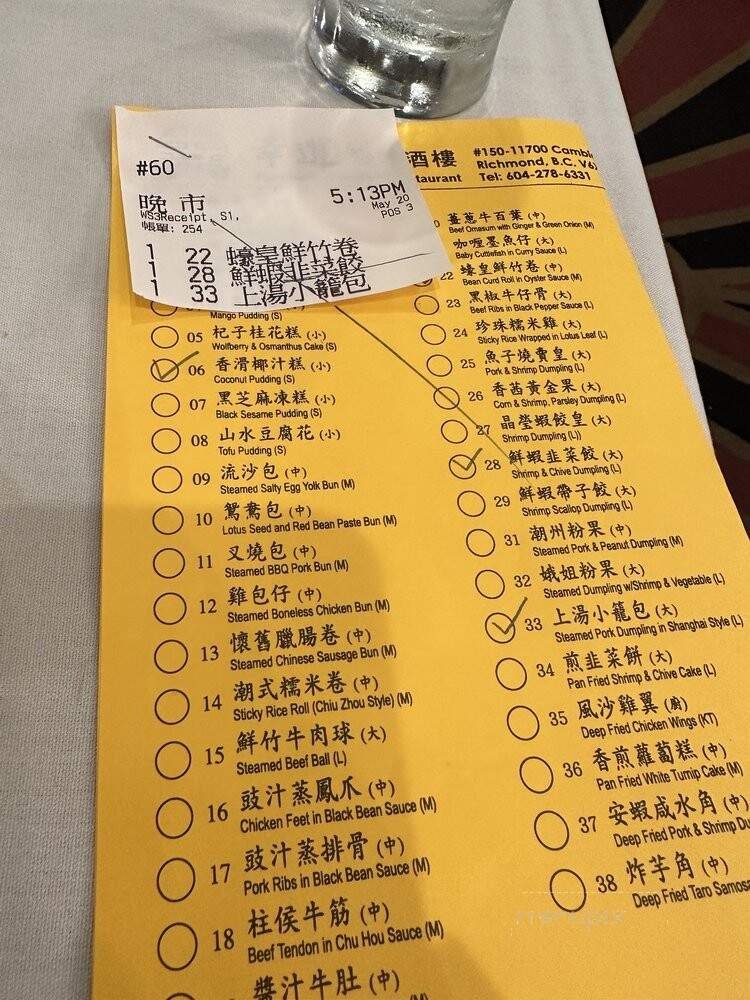 #60
晚 市
5:13PM
WS3Receipt, S1,
May 20
帳單: 254
POS 3
1 22 蠔皇鮮竹卷
1 28 鮮蝦韭菜餃
1 33 上湯小籠包
酒樓
#150-11700 Cambi
Richmond, B.C. V6
taurant
Tel: 604-278-6331
Mango Pudding (S)
05 杞子桂花糕 (小)
Wolfberry & Osmanthus Cake (S)
06 香滑椰汁糕 (小)
Coconut Pudding (S)
07 黑芝麻凍糕 (小)
Black Sesame Pudding (S)
08 山水豆腐花 (小)
Tofu Pudding (S)
09 流沙包 (中)
Steamed Salty Egg Yolk Bun (M)
10 鴛鴦包 (中)
Lotus Seed and Red Bean Paste Bun (M)
11 叉燒包 (中)
Steamed BBQ Pork Bun (M)
12 雞包仔 (中)
Steamed Boneless Chicken Bun (M)
13 懷舊臘腸卷 (中)
Steamed Chinese Sausage Bun (M)
14 潮式糯米卷 (中)
Sticky Rice Roll (Chiu Zhou Style) (M)
15 鮮竹牛肉球 (大)
Steamed Beef Ball (L)
16 豉汁蒸鳳爪 (中)
Chicken Feet in Black Bean Sauce (M)
17 豉汁蒸排骨 (中)
Pork Ribs in Black Bean Sauce (M)
18 柱侯牛筋 (中)
Beef Tendon in Chu Hou Sauce (M)
醬汁牛肚 (中)
0 薑蔥牛百葉 (中)
Beef Omasum with Ginger & Green Onion (M)
咖喱墨魚仔 (大)
Baby Cuttlefish in Curry Sauce (L)
22 蠔皇鮮竹卷 (中)
Bean Curd Roll in Oyster Sauce (M)
23 黑椒牛仔骨 (大)
Beef Ribs in Black Pepper Sauce (L)
24 珍珠糯米雞 (大)
Sticky Rice Wrapped in Lotus Leaf (L)
25 魚子燒賣皇 (大)
Pork & Shrimp Dumpling (L)
26 香茜黃金果 (大)
Corn & Shrimp, Parsley Dumpling (L)
27 晶瑩蝦餃皇 (大)
Shrimp Dumpling (L))
28 鮮蝦韭菜餃 (大)
Shrimp & Chive Dumpling (L)
29 鮮蝦帶子餃 (大)
Shrimp Scallop Dumpling (L)
31 潮州粉果 (中)
Steamed Pork & Peanut Dumpling (M)
32 娥姐粉果 (大)
Steamed Dumpling w/Shrimp & Vegetable (L)
33 上湯小籠包 (大)
Steamed Pork Dumpling in Shanghai Style (L)
34 煎韭菜餅 (大)
Pan Fried Shrimp & Chive Cake (L)
35 風沙雞翼 (廚)
Deep Fried Chicken Wings (KT)
36 香煎蘿蔔糕 (中)
Pan Fried White Turnip Cake (M)
37 安蝦咸水角 (中)
Deep Fried Pork & Shrimp Du
38 炸芋角 (中)
Deep Fried Taro Samosa